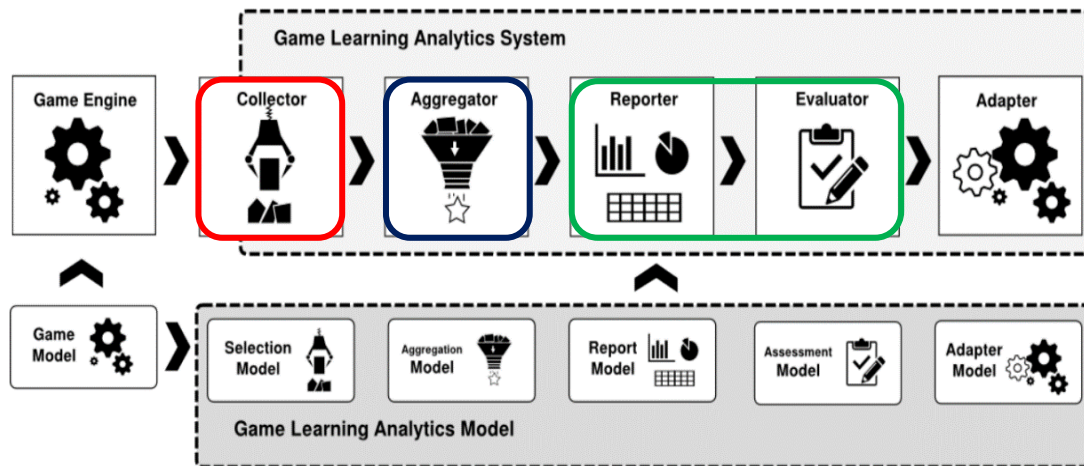 Game Learning Analytics System
Game Engine
Collector
Aggregator
Reporter
Evaluator
Adapter
Game
Model
Selection
Model
Aggregation
Model
Report
Model
Assessment
Model
Adapter
Model
Game Learning Analytics Model